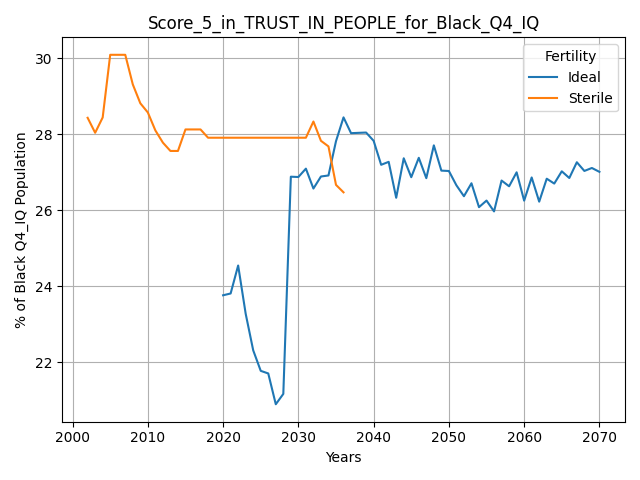 Score_5_in_TRUST_IN_PEOPLE_for_Black_Q4_IQ
Fertility
Ideal
Sterile
% of Black Q4_IQ Population
30
28
26
24
22
2000 2010 2020 2030 2040 2050 2060 2070
Years